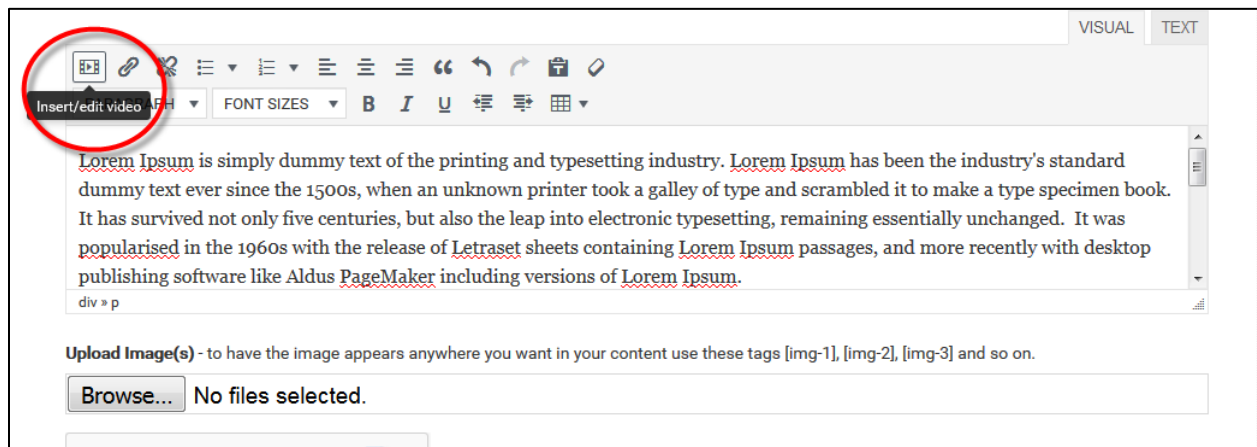 VISUAL TEXT
Insert/edit video FONT SIZES B I U
Lorem Ipsum is simply dummy text of the printing and typesetting industry. Lorem Ipsum has been the industry's standard
dummy text ever since the 1500s, when an unknown printer took a galley of type and scrambled it to make a type specimen book.
It has survived not only five centuries, but also the leap into electronic typesetting, remaining essentially unchanged.  It was
popularised in the 1960s with the release of Letraset sheets containing Lorem Ipsum passages, and more recently with desktop
publishing software like Aldus PageMaker including versions of Lorem Ipsum.
div » p
Upload Image(s) - to have the image appears anywhere you want in your content use these tags [img-1], [img-2], [img-3] and so on.
Browse... No files selected.